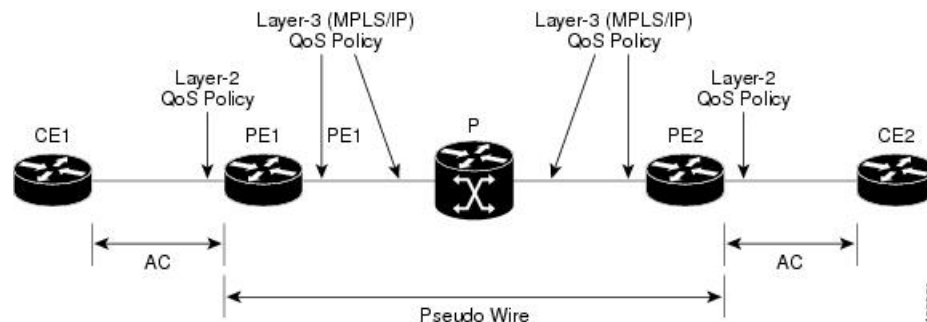 Layer-3 (MPLS/IP)
QoS Policy
Layer-3 (MPLS/IP)
QoS Policy
Layer-2
QoS Policy
Layer-2
QoS Policy
CE1
PE1
PE1
P
PE2
CE2
AC
AC
Pseudo Wire